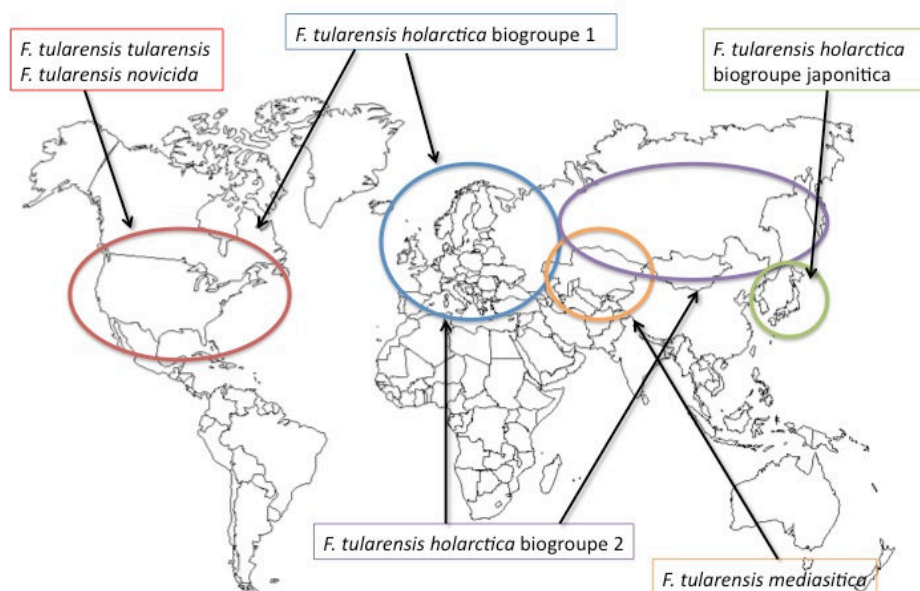 F. tularensis tularensis
F. tularensis novicida
F. tularensis holarctica biogroupe 1
F. tularensis holarctica
biogroupe japonitica
F. tularensis holarctica biogroupe 2
F. tularensis mediasitica